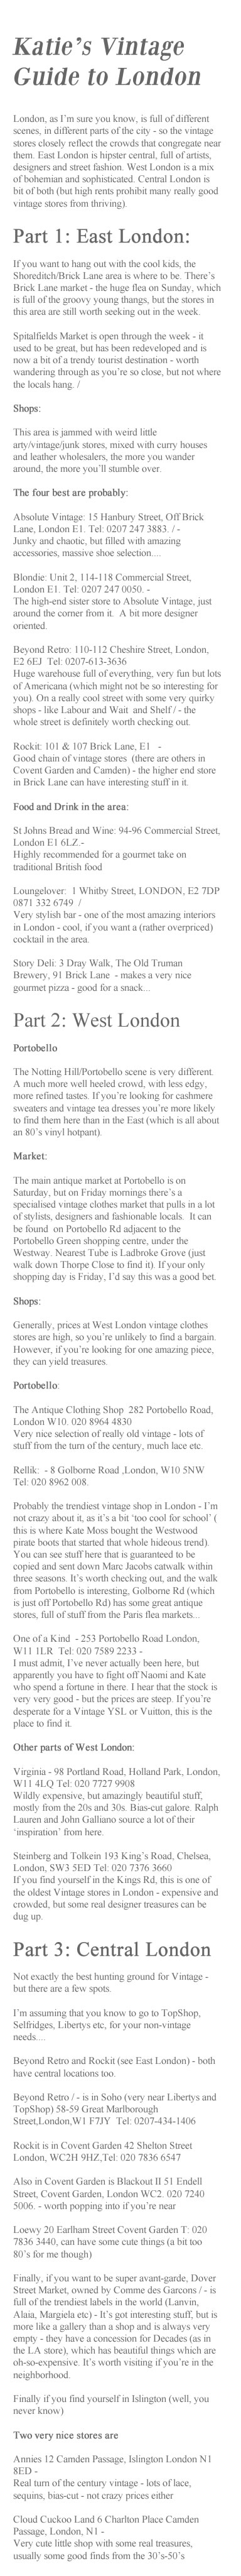 Katie's Vintage
Guide to London
London, as I'm sure you know, is full of different
scenes, in different parts of the city - so the vintage
stores closely reflect the crowds that congregate near
them. East London is hipster central, full of artists,
designers and street fashion. West London is a mix
of bohemian and sophisticated. Central London is
bit of both (but high rents prohibit many really good
vintage stores from thriving).
Part 1: East London:
If you want to hang out with the cool kids, the
Shoreditch/Brick Lane area is where to be. There's
Brick Lane market - the huge flea on Sunday, which
is full of the groovy young thangs, but the stores in
this area are still worth seeking out in the week.
Spitalfields Market is open through the week - it
used to be great, but has been redeveloped and is
now a bit of a trendy tourist destination - worth
wandering through as you're so close, but not where
the locals hang. /
Shops:
This area is jammed with weird little
arty/vintage/junk stores, mixed with curry houses
and leather wholesalers, the more you wander
around, the more you'll stumble over.
The four best are probably:
Absolute Vintage: 15 Hanbury Street, Off Brick
Lane, London E1. Tel: 0207 247 3883. / -
Junky and chaotic, but filled with amazing
accessories, massive shoe selection....
Blondie: Unit 2, 114-118 Commercial Street,
London E1. Tel: 0207 247 0050. -
The high-end sister store to Absolute Vintage, just
around the corner from it. A bit more designer
oriented.
Beyond Retro: 110-112 Cheshire Street, London,
E2 6EJ Tel: 0207-613-3636
Huge warehouse full of everything, very fun but lots
of Americana (which might not be so interesting for
you). On a really cool street with some very quirky
shops - like Labour and Wait and Shelf / - the
whole street is definitely worth checking out.
Rockit: 101 & 107 Brick Lane, E1 -
Good chain of vintage stores (there are others in
Covent Garden and Camden) - the higher end store
in Brick Lane can have interesting stuff in it.
Food and Drink in the area:
St Johns Bread and Wine: 94-96 Commercial Street,
London E1 6LZ.-
Highly recommended for a gourmet take on
traditional British food
Loungelover: 1 Whitby Street, LONDON, E2 7DP
0871 332 6749 /
Very stylish bar - one of the most amazing interiors
in London - cool, if you want a (rather overpriced)
cocktail in the area.
Story Deli: 3 Dray Walk, The Old Truman
Brewery, 91 Brick Lane - makes a very nice
gourmet pizza - good for a snack...
Part 2: West London
Portobello
The Notting Hill/Portobello scene is very different.
A much more well heeled crowd, with less edgy,
more refined tastes. If you're looking for cashmere
sweaters and vintage tea dresses you're more likely
to find them here than in the East (which is all about
an 80's vinyl hotpant).
Market:
The main antique market at Portobello is on
Saturday, but on Friday mornings there's a
specialised vintage clothes market that pulls in a lot
of stylists, designers and fashionable locals. It can
be found on Portobello Rd adjacent to the
Portobello Green shopping centre, under the
Westway. Nearest Tube is Ladbroke Grove (just
walk down Thorpe Close to find it). If your only
shopping day is Friday, I'd say this was a good bet.
Shops:
Generally, prices at West London vintage clothes
stores are high, so you're unlikely to find a bargain.
However, if you're looking for one amazing piece,
they can yield treasures.
Portobello:
The Antique Clothing Shop 282 Portobello Road,
London W10. 020 8964 4830
Very nice selection of really old vintage - lots of
stuff from the turn of the century, much lace etc.
Rellik: - 8 Golborne Road ,London, W10 5NW
Tel: 020 8962 008.
Probably the trendiest vintage shop in London - I'm
not crazy about it, as it's a bit 'too cool for school' (
this is where Kate Moss bought the Westwood
pirate boots that started that whole hideous trend).
You can see stuff here that is guaranteed to be
copied and sent down Marc Jacobs catwalk within
three seasons. It's worth checking out, and the walk
from Portobello is interesting, Golborne Rd (which
is just off Portobello Rd) has some great antique
stores, full of stuff from the Paris flea markets...
One of a Kind - 253 Portobello Road London,
W11 1LR Tel: 020 7589 2233 -
I must admit, I've never actually been here, but
apparently you have to fight off Naomi and Kate
who spend a fortune in there. I hear that the stock is
very very good - but the prices are steep. If you're
desperate for a Vintage YSL or Vuitton, this is the
place to find it.
Other parts of West London:
Virginia - 98 Portland Road, Holland Park, London,
W11 4LQ Tel: 020 7727 9908
Wildly expensive, but amazingly beautiful stuff,
mostly from the 20s and 30s. Bias-cut galore. Ralph
Lauren and John Galliano source a lot of their
'inspiration' from here.
Steinberg and Tolkein 193 King's Road, Chelsea,
London, SW3 5ED Tel: 020 7376 3660
If you find yourself in the Kings Rd, this is one of
the oldest Vintage stores in London - expensive and
crowded, but some real designer treasures can be
dug up.
Part 3: Central London
Not exactly the best hunting ground for Vintage -
but there are a few spots.
I'm assuming that you know to go to TopShop,
Selfridges, Libertys etc, for your non-vintage
needs....
Beyond Retro and Rockit (see East London) - both
have central locations too.
Beyond Retro / - is in Soho (very near Libertys and
TopShop) 58-59 Great Marlborough
Street,London,W1 F7JY Tel: 0207-434-1406
Rockit is in Covent Garden 42 Shelton Street
London, WC2H 9HZ,Tel: 020 7836 6547
Also in Covent Garden is Blackout II 51 Endell
Street, Covent Garden, London WC2. 020 7240
5006. - worth popping into if you're near
Loewy 20 Earlham Street Covent Garden T: 020
7836 3440, can have some cute things (a bit too
80's for me though)
Finally, if you want to be super avant-garde, Dover
Street Market, owned by Comme des Garcons / - is
full of the trendiest labels in the world (Lanvin,
Alaia, Margiela etc) - It's got interesting stuff, but is
more like a gallery than a shop and is always very
empty - they have a concession for Decades (as in
the LA store), which has beautiful things which are
oh-so-expensive. It's worth visiting if you're in the
neighborhood.
Finally if you find yourself in Islington (well, you
never know)
Two very nice stores are
Annies 12 Camden Passage, Islington London N1
8ED -
Real turn of the century vintage - lots of lace,
sequins, bias-cut - not crazy prices either
Cloud Cuckoo Land 6 Charlton Place Camden
Passage, London, N1 -
Very cute little shop with some real treasures,
usually some good finds from the 30's-50's